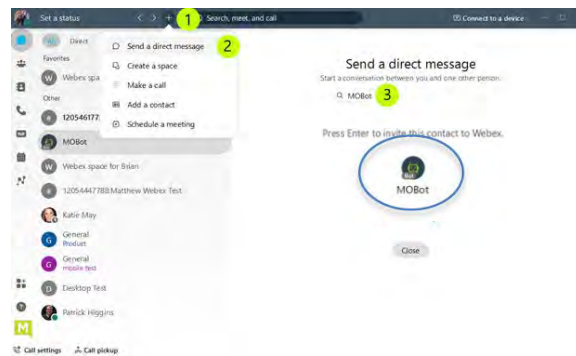 Set a status
+ 1
Search, meet, and call
Connect to a device
Direct
Favorites
Webex spa
Other
12054617
MOBot
W Webex space for Brian
12054447788:Matthew Webex Test
Katie May
G General
Product
G General
mobile test
D Desktop Test
Patrick Higgins
M
Call settings
Call pickup
Send a direct message 2
Create a space
Make a call
Add a contact
Schedule a meeting
Send a direct message
Start a conversation between you and one other person.
MOBot 3
Press Enter to invite this contact to Webex.
Bot
MOBot
Close